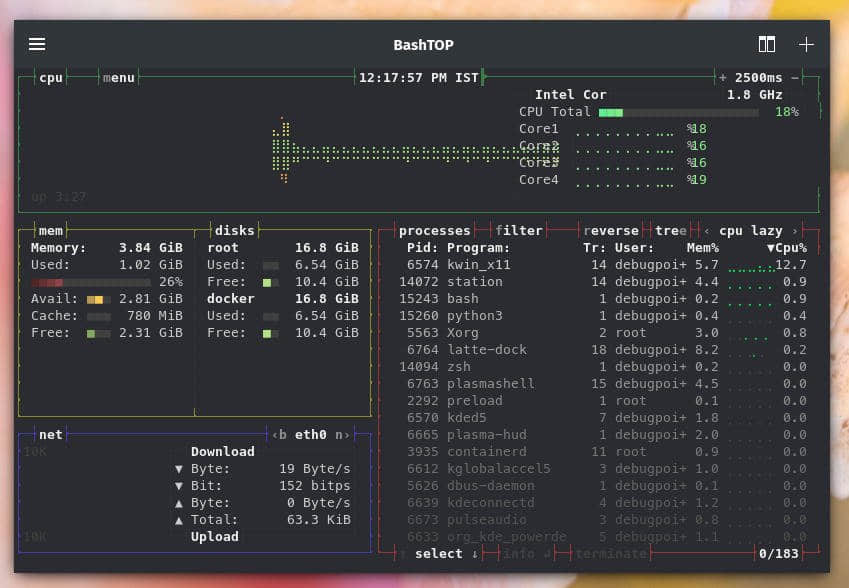 BashTOP
cpu menu 12:17:57 PM IST + 2500ms −
Intel Cor 1.8 GHz
CPU Total 18%
Core1 %18
Core2 %16
Core3 %16
Core4 %19
up 3:27
mem
Memory: 3.84 GiB
Used: 1.02 GiB
26%
Avail: 2.81 GiB
Cache: 780 MiB
Free: 2.31 GiB
disks
root 16.8 GiB
Used: 6.54 GiB
Free: 10.4 GiB
docker 16.8 GiB
Used: 6.54 GiB
Free: 10.4 GiB
net ‹b eth0 n›
10K
Download
▼ Byte: 19 Byte/s
▼ Bit: 152 bitps
▲ Byte: 0 Byte/s
▲ Total: 63.3 KiB
10K Upload
processes filter reverse tree ‹ cpu lazy ›
Pid: Program: Tr: User: Mem% ▼Cpu%
6574 kwin_x11 14 debugpoi+ 5.7 12.7
14072 station 14 debugpoi+ 4.4 0.9
15243 bash 1 debugpoi+ 0.2 0.9
15260 python3 1 debugpoi+ 0.4 0.4
5563 Xorg 2 root 3.0 0.8
6764 latte-dock 18 debugpoi+ 8.2 0.2
14094 zsh 1 debugpoi+ 0.2 0.0
6763 plasmashell 15 debugpoi+ 4.5 0.0
2292 preload 1 root 0.1 0.0
6570 kded5 7 debugpoi+ 1.8 0.0
6665 plasma-hud 1 debugpoi+ 2.0 0.0
3935 containerd 11 root 0.9 0.0
6612 kglobalaccel5 3 debugpoi+ 1.0 0.0
5626 dbus-daemon 1 debugpoi+ 0.1 0.0
6639 kdeconnectd 4 debugpoi+ 1.2 0.0
6673 pulseaudio 3 debugpoi+ 0.8 0.0
6633 org_kde_powerde 5 debugpoi+ 1.1 0.0
↑ select ↓ info ↲ terminate 0/183